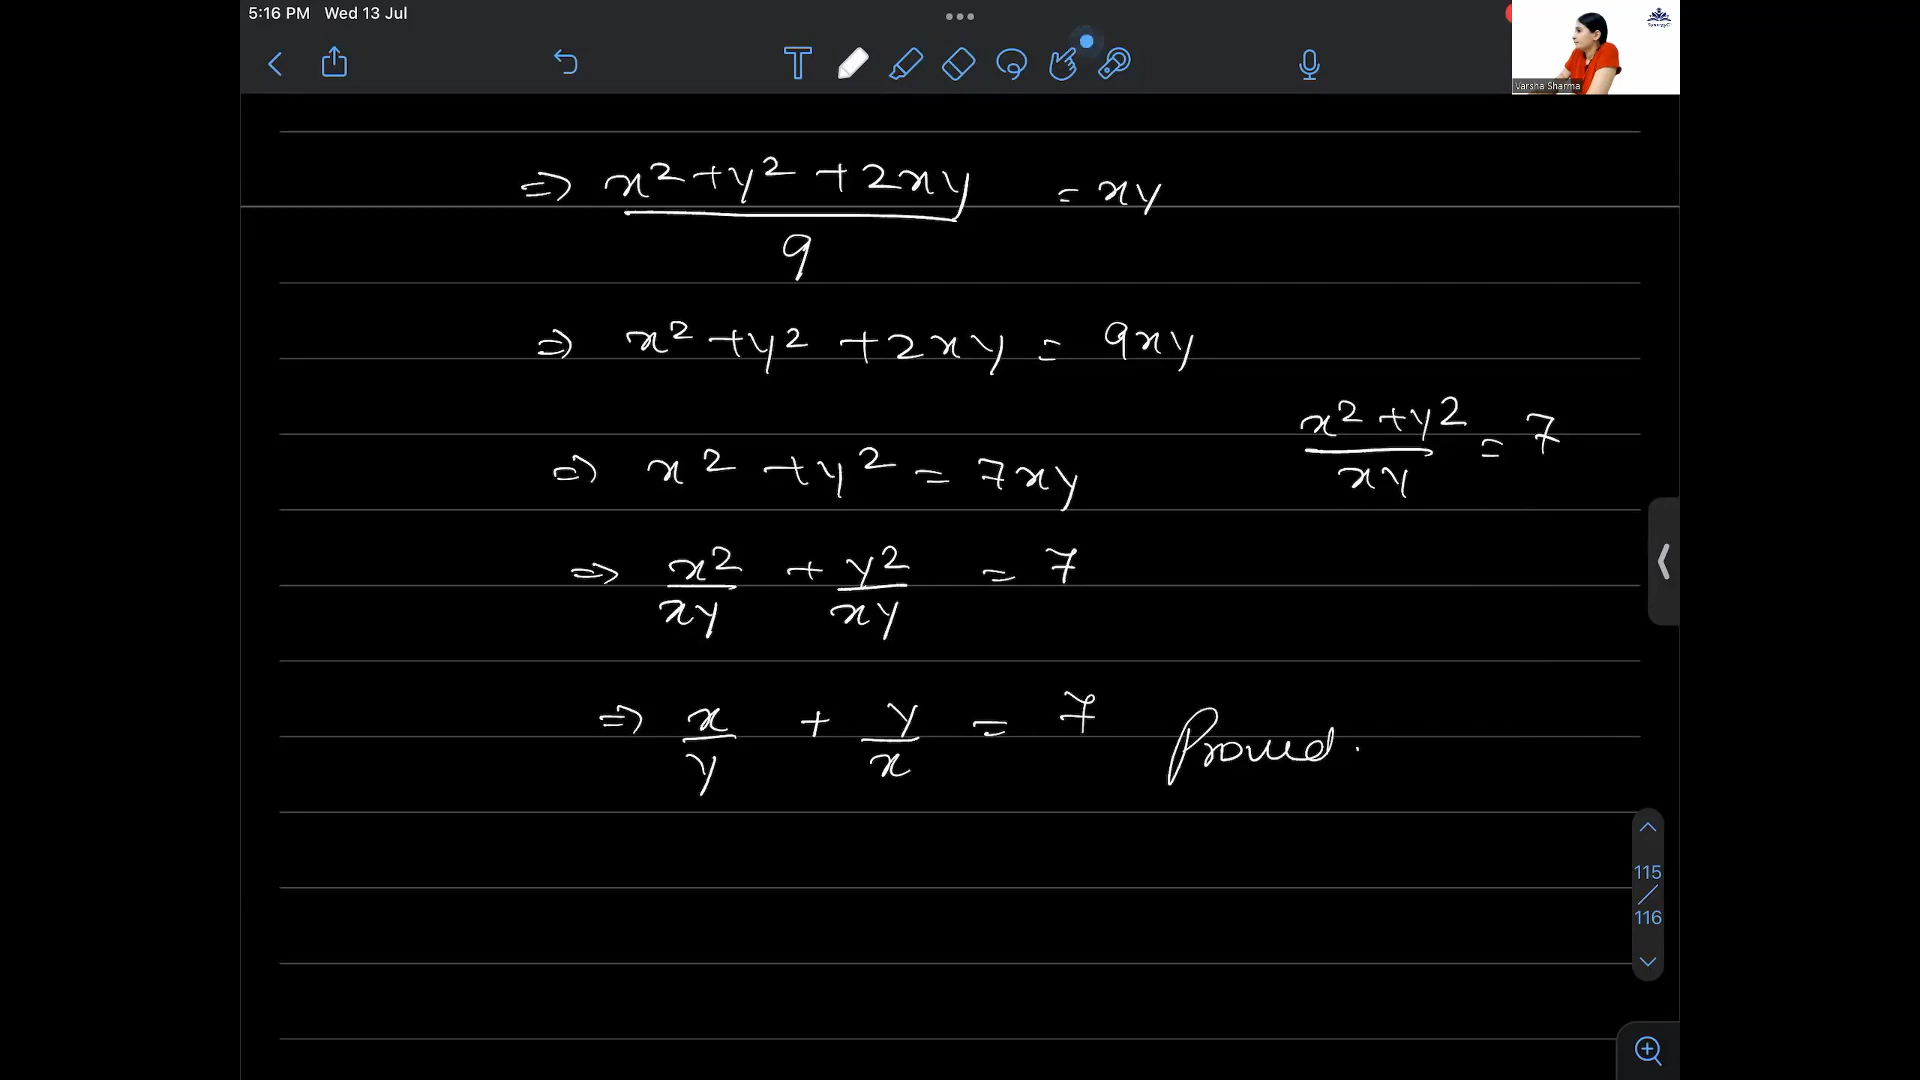 5:16 PM Wed 13 Jul
Varsha Sharma
⇒ (x² + y² + 2xy)/9 = xy
⇒ x² + y² + 2xy = 9xy
(x² + y²)/xy = 7
⇒ x² + y² = 7xy
⇒ x²/xy + y²/xy = 7
⇒ x/y + y/x = 7 Proved.
115
/
116